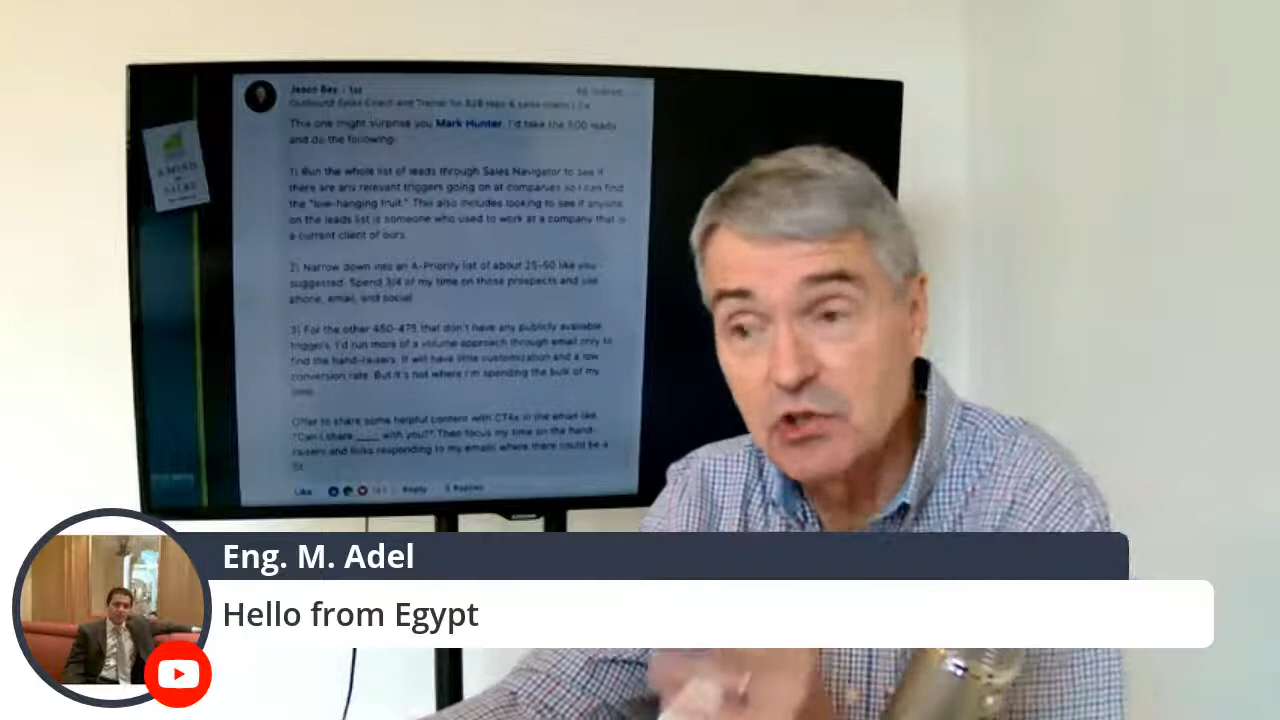 Jason Bay · 1st
Outbound Sales Coach and Trainer for B2B reps & sales teams
This one might surprise you Mark Hunter. I'd take the 500 leads
and do the following:
1) Run the whole list of leads through Sales Navigator to see if
there are any relevant triggers going on at companies so I can find
the "low-hanging fruit." This also includes looking to see if anyone
on the leads list is someone who used to work at a company that is
a current client of ours.
2) Narrow down into an A-Priority list of about 25-50 like you
suggested. Spend 3/4 of my time on those prospects and use
phone, email, and social
3) For the other 450-475 that don't have any publicly available
triggers, I'd run more of a volume approach through email only to
find the hand-raisers. It will have little customization and a low
conversion rate. But it's not where I'm spending the bulk of my
Offer to share some helpful content with CTAs in the email like
"Can I share ____ with you?" Then focus my time on the hand-
raisers and folks responding to my emails where there could be a
fit.
Like
Reply
5 Replies
A MIND
for
SALES
Eng. M. Adel
Hello from Egypt